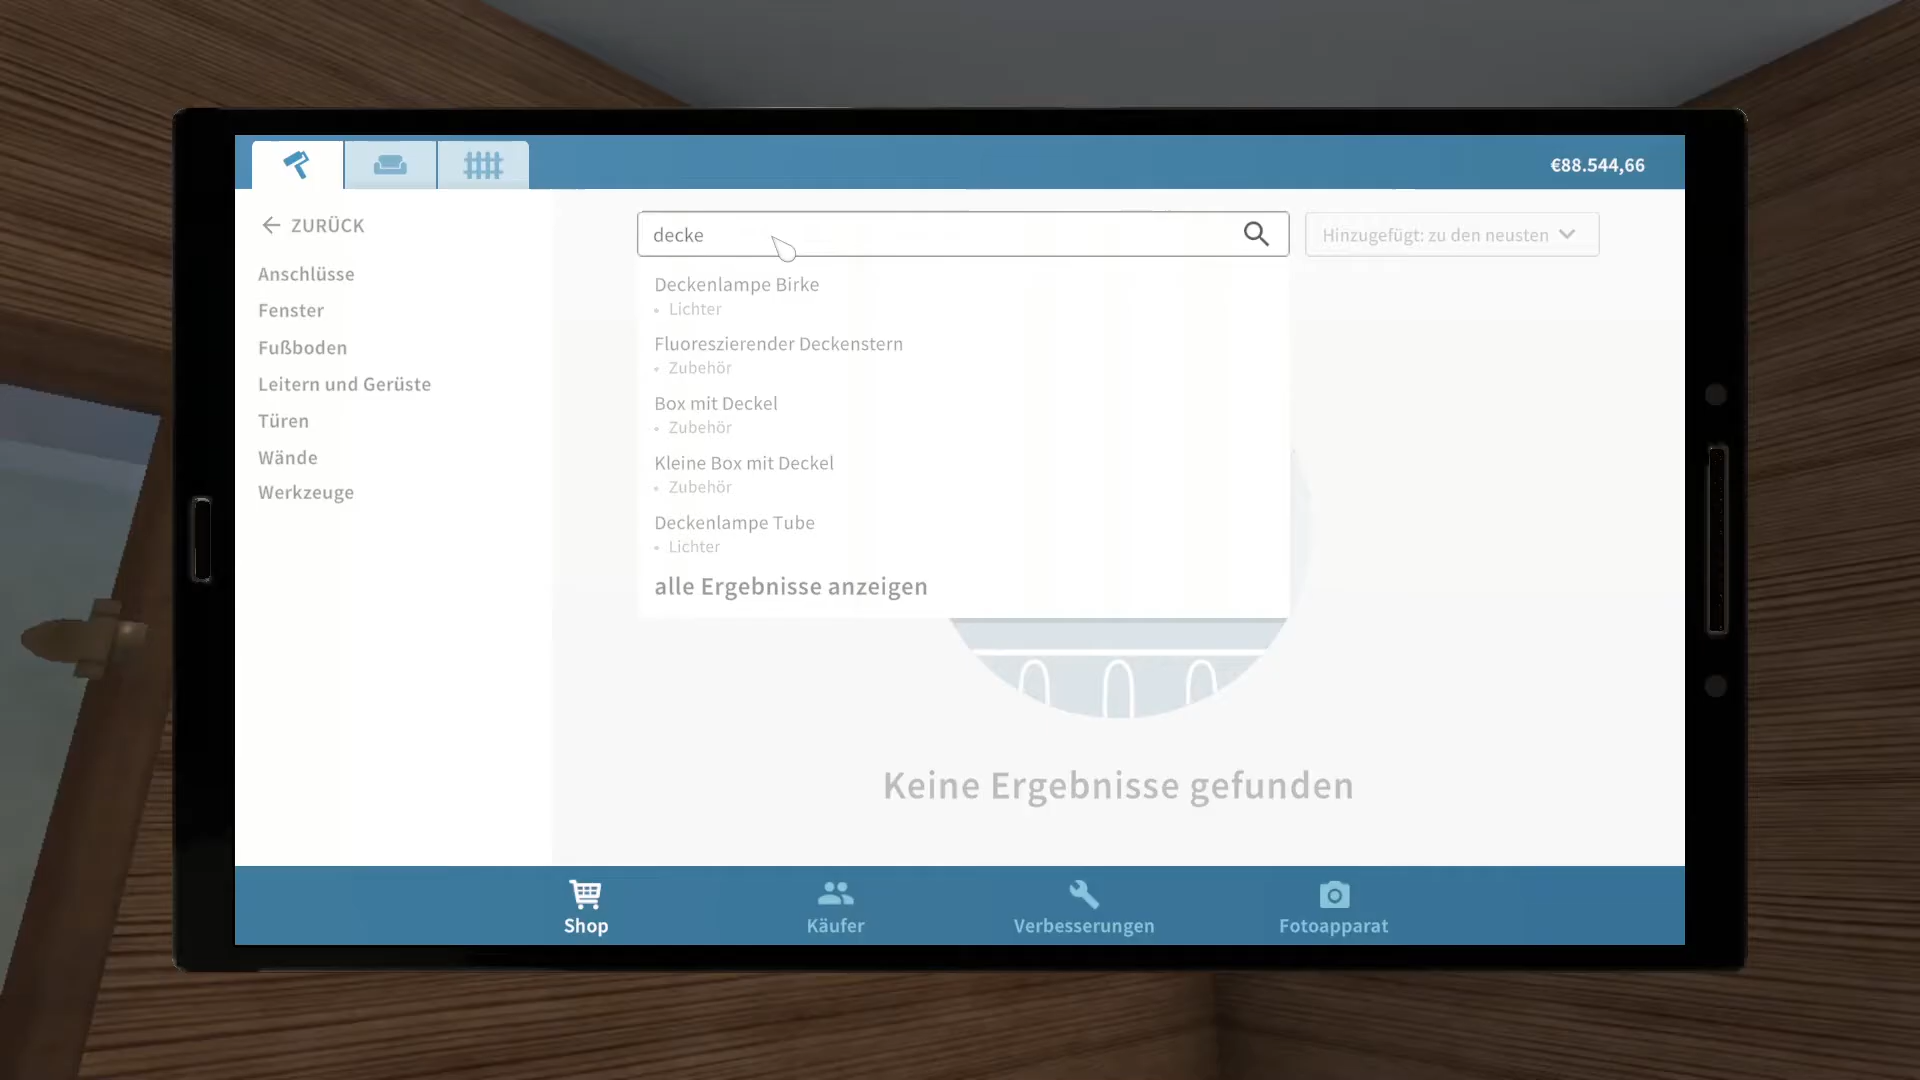 €88.544,66
ZURÜCK
Anschlüsse
Fenster
Fußboden
Leitern und Gerüste
Türen
Wände
Werkzeuge
decke
Hinzugefügt: zu den neusten
Deckenlampe Birke
• Lichter
Fluoreszierender Deckenstern
• Zubehör
Box mit Deckel
• Zubehör
Kleine Box mit Deckel
• Zubehör
Deckenlampe Tube
• Lichter
alle Ergebnisse anzeigen
Keine Ergebnisse gefunden
Shop
Käufer
Verbesserungen
Fotoapparat